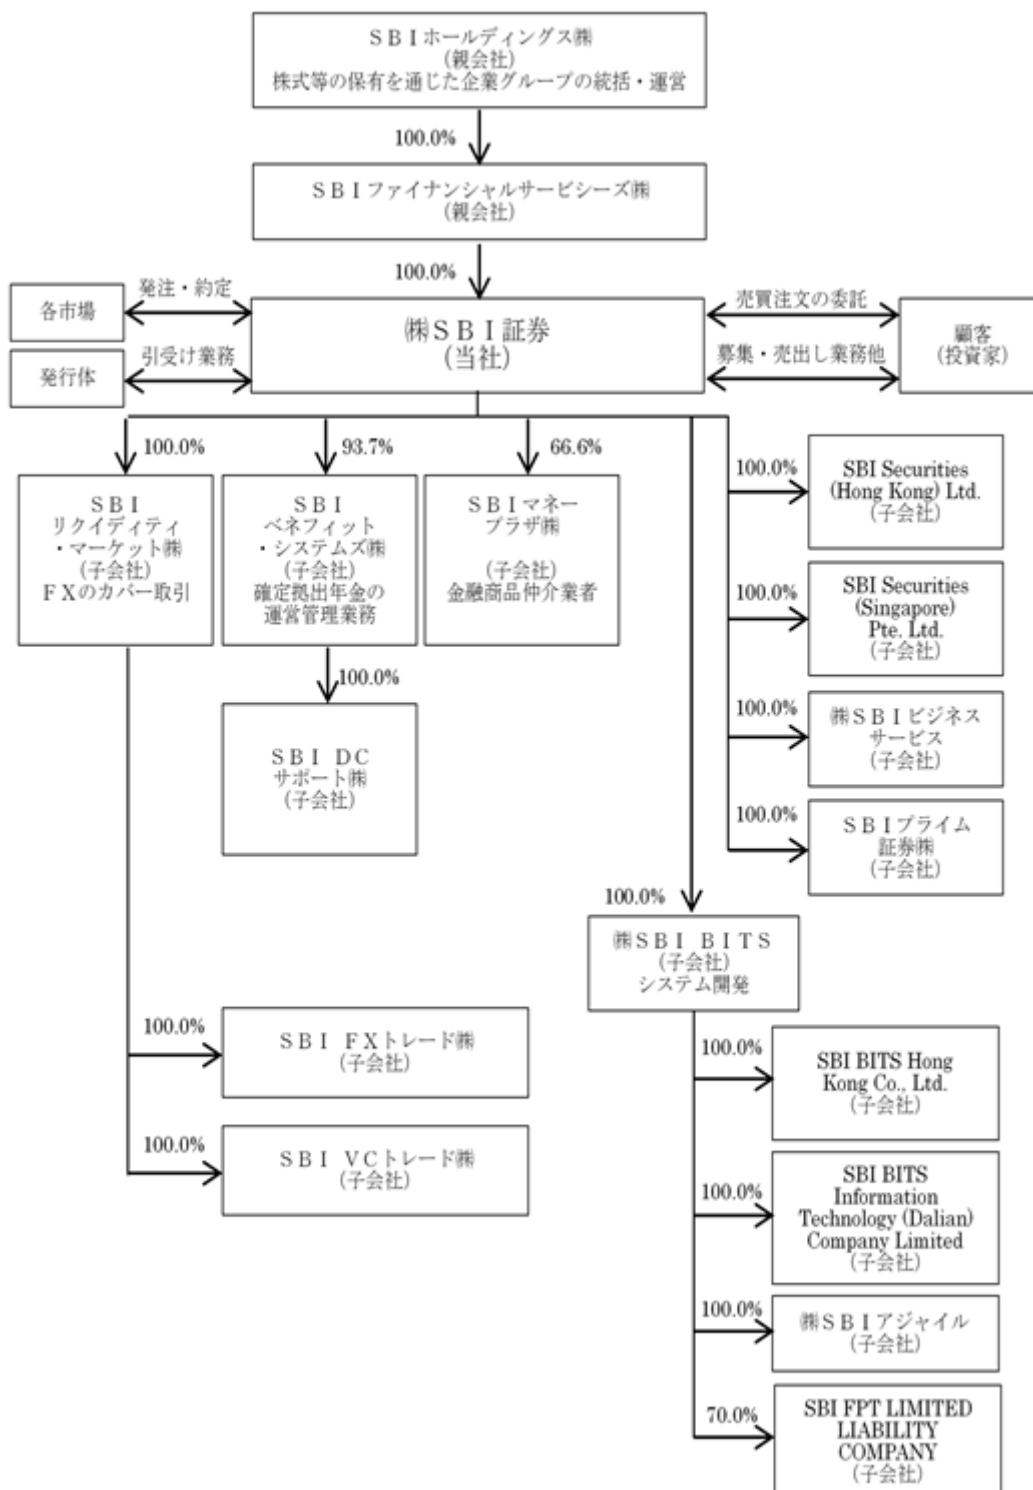 ＳＢＩホールディングス㈱
(親会社)
株式等の保有を通じた企業グループの統括・運営
100.0%
ＳＢＩファイナンシャルサービシーズ㈱
(親会社)
100.0%
各市場
発注・約定
発行体
引受け業務
㈱ＳＢＩ証券
(当社)
売買注文の委託
募集・売出し業務他
顧客
(投資家)
100.0%
ＳＢＩ
リクイディティ
・マーケット㈱
(子会社)
ＦＸのカバー取引
93.7%
ＳＢＩ
ベネフィット
・システムズ㈱
(子会社)
確定拠出年金の
運営管理業務
66.6%
ＳＢＩマネー
プラザ㈱
(子会社)
金融商品仲介業者
100.0%
SBI Securities
(Hong Kong) Ltd.
(子会社)
100.0%
SBI Securities
(Singapore)
Pte. Ltd.
(子会社)
100.0%
㈱ＳＢＩビジネス
サービス
(子会社)
100.0%
ＳＢＩプライム
証券㈱
(子会社)
100.0%
ＳＢＩ ＤＣ
サポート㈱
(子会社)
100.0%
㈱ＳＢＩ ＢＩＴＳ
(子会社)
システム開発
100.0%
ＳＢＩ ＦＸトレード㈱
(子会社)
100.0%
ＳＢＩ ＶＣトレード㈱
(子会社)
100.0%
SBI BITS Hong
Kong Co., Ltd.
(子会社)
100.0%
SBI BITS
Information
Technology (Dalian)
Company Limited
(子会社)
100.0%
㈱ＳＢＩアジャイル
(子会社)
70.0%
SBI FPT LIMITED
LIABILITY
COMPANY
(子会社)